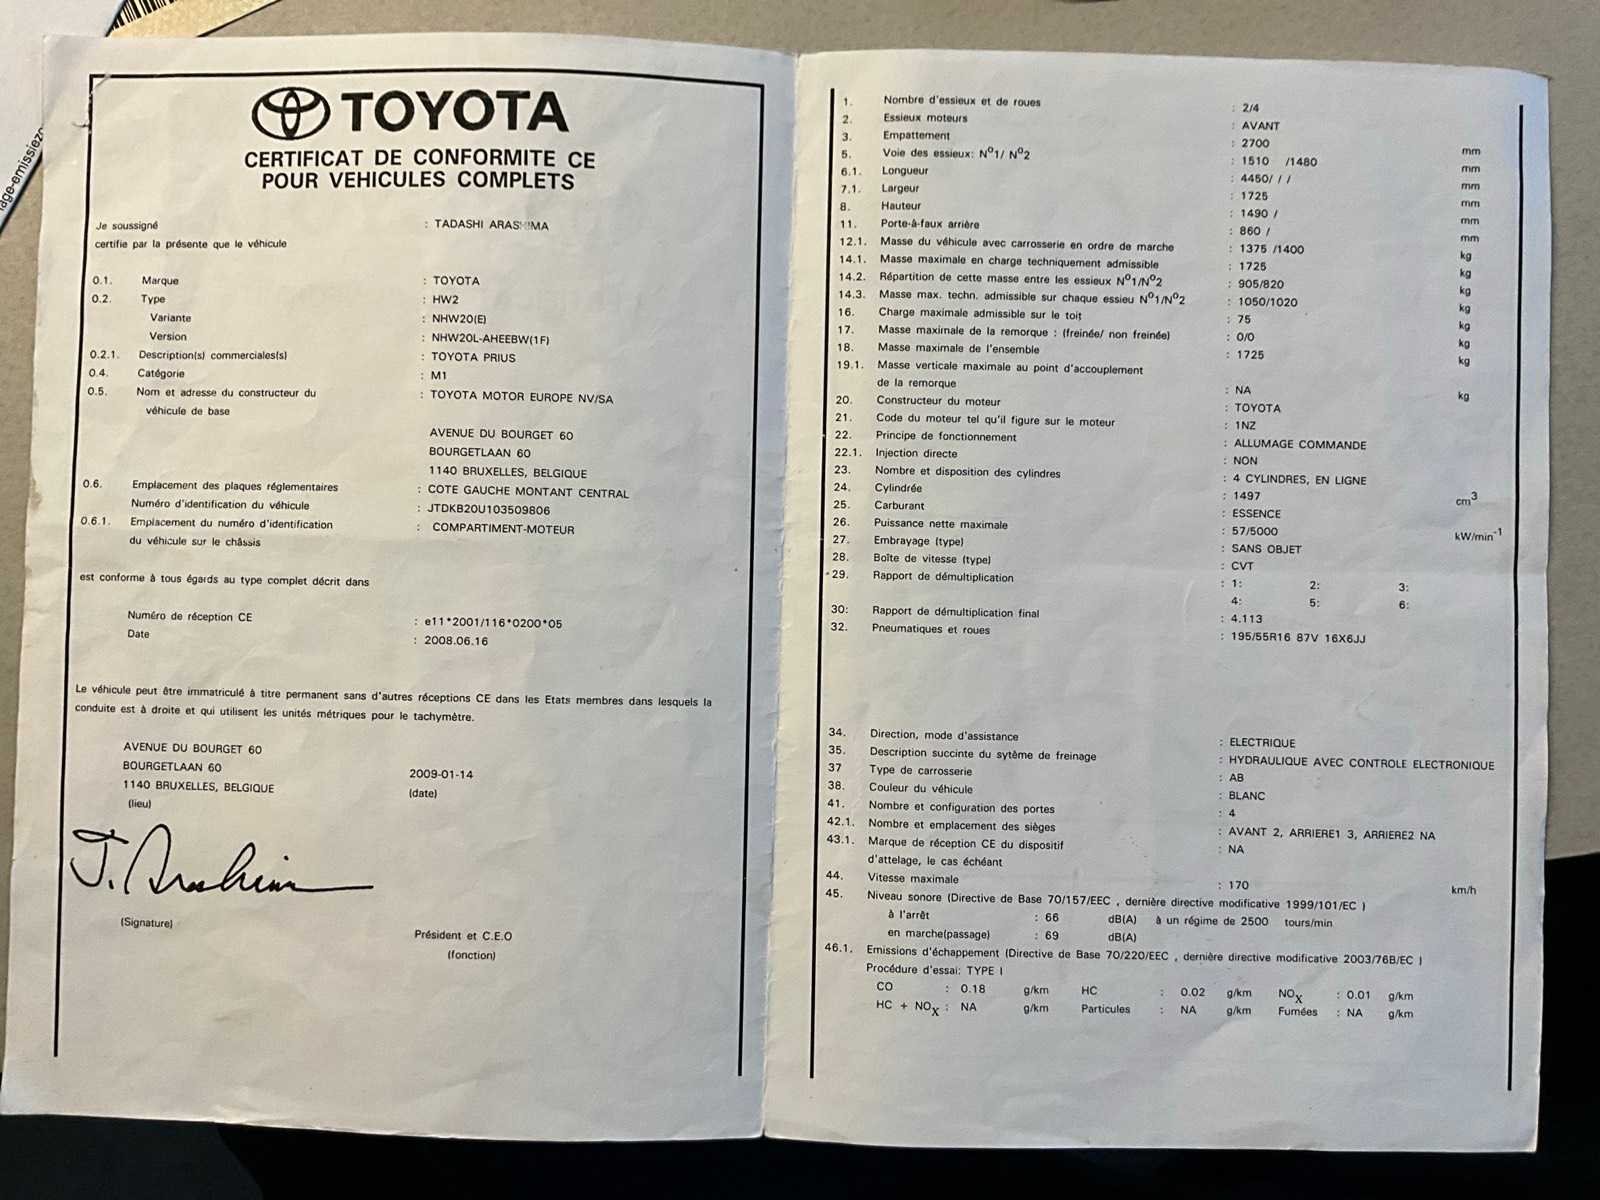 age-emissiezo
TOYOTA
CERTIFICAT DE CONFORMITE CE
POUR VEHICULES COMPLETS
Je soussigné : TADASHI ARASHIMA
certifie par la présente que le véhicule
0.1. Marque : TOYOTA
0.2. Type : HW2
Variante : NHW20(E)
Version : NHW20L-AHEEBW(1F)
0.2.1. Description(s) commerciales(s) : TOYOTA PRIUS
0.4. Catégorie : M1
0.5. Nom et adresse du constructeur du : TOYOTA MOTOR EUROPE NV/SA
véhicule de base
AVENUE DU BOURGET 60
BOURGETLAAN 60
1140 BRUXELLES, BELGIQUE
0.6. Emplacement des plaques réglementaires : COTE GAUCHE MONTANT CENTRAL
Numéro d'identification du véhicule : JTDKB20U103509806
0.6.1. Emplacement du numéro d'identification : COMPARTIMENT-MOTEUR
du véhicule sur le châssis
est conforme à tous égards au type complet décrit dans
Numéro de réception CE : e11*2001/116*0200*05
Date : 2008.06.16
Le véhicule peut être immatriculé à titre permanent sans d'autres réceptions CE dans les Etats membres dans lesquels la
conduite est à droite et qui utilisent les unités métriques pour le tachymètre.
AVENUE DU BOURGET 60
BOURGETLAAN 60 2009-01-14
1140 BRUXELLES, BELGIQUE (date)
(lieu)
T. Arashima
(Signature)
Président et C.E.O
(fonction)
1. Nombre d'essieux et de roues : 2/4
2. Essieux moteurs : AVANT
3. Empattement : 2700 mm
5. Voie des essieux: Nº1/ Nº2 : 1510 /1480 mm
6.1. Longueur : 4450/ / / mm
7.1. Largeur : 1725 mm
8. Hauteur : 1490 / mm
11. Porte-à-faux arrière : 860 / mm
12.1. Masse du véhicule avec carrosserie en ordre de marche : 1375 /1400 kg
14.1. Masse maximale en charge techniquement admissible : 1725 kg
14.2. Répartition de cette masse entre les essieux Nº1/Nº2 : 905/820 kg
14.3. Masse max. techn. admissible sur chaque essieu Nº1/Nº2 : 1050/1020 kg
16. Charge maximale admissible sur le toit : 75 kg
17. Masse maximale de la remorque : (freinée/ non freinée) : 0/0 kg
18. Masse maximale de l'ensemble : 1725 kg
19.1. Masse verticale maximale au point d'accouplement
de la remorque : NA kg
20. Constructeur du moteur : TOYOTA
21. Code du moteur tel qu'il figure sur le moteur : 1NZ
22. Principe de fonctionnement : ALLUMAGE COMMANDE
22.1. Injection directe : NON
23. Nombre et disposition des cylindres : 4 CYLINDRES, EN LIGNE
24. Cylindrée : 1497 cm3
25. Carburant : ESSENCE
26. Puissance nette maximale : 57/5000 kW/min-1
27. Embrayage (type) : SANS OBJET
28. Boîte de vitesse (type) : CVT
29. Rapport de démultiplication : 1: 2: 3:
4: 5: 6:
30: Rapport de démultiplication final : 4.113
32. Pneumatiques et roues : 195/55R16 87V 16X6JJ
34. Direction, mode d'assistance : ELECTRIQUE
35. Description succinte du sytème de freinage : HYDRAULIQUE AVEC CONTROLE ELECTRONIQUE
37 Type de carrosserie : AB
38. Couleur du véhicule : BLANC
41. Nombre et configuration des portes : 4
42.1. Nombre et emplacement des sièges : AVANT 2, ARRIERE1 3, ARRIERE2 NA
43.1. Marque de réception CE du dispositif : NA
d'attelage, le cas échéant
44. Vitesse maximale : 170 km/h
45. Niveau sonore (Directive de Base 70/157/EEC , dernière directive modificative 1999/101/EC )
à l'arrêt : 66 dB(A) à un régime de 2500 tours/min
en marche(passage) : 69 dB(A)
46.1. Emissions d'échappement (Directive de Base 70/220/EEC , dernière directive modificative 2003/76B/EC )
Procédure d'essai: TYPE I
CO : 0.18 g/km HC : 0.02 g/km NOX : 0.01 g/km
HC + NOX : NA g/km Particules : NA g/km Fumées : NA g/km